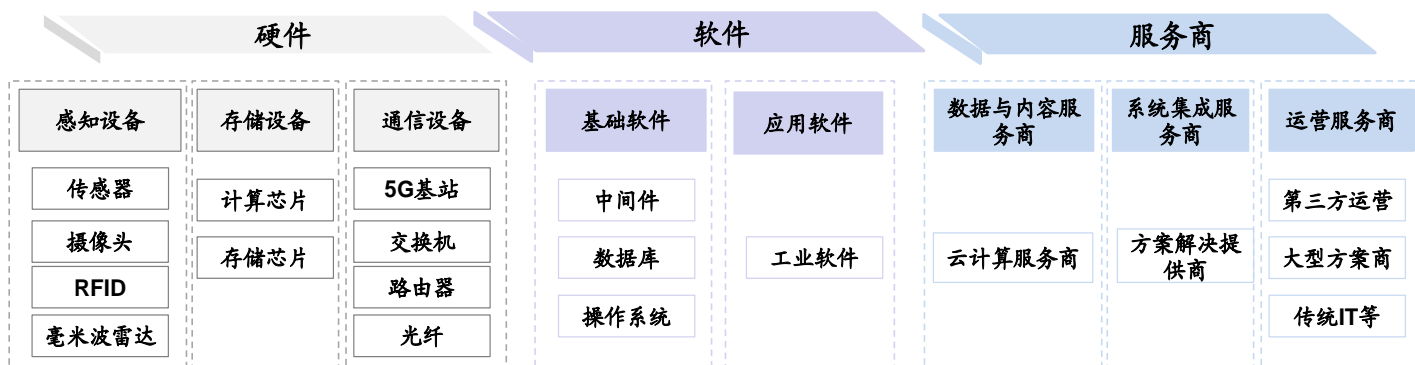 硬件
软件
服务商
感知设备
存储设备
通信设备
基础软件
应用软件
数据与内容服
务商
系统集成服
务商
运营服务商
传感器
摄像头
RFID
毫米波雷达
计算芯片
存储芯片
5G基站
交换机
路由器
光纤
中间件
数据库
操作系统
工业软件
云计算服务商
方案解决提
供商
第三方运营
大型方案商
传统IT等